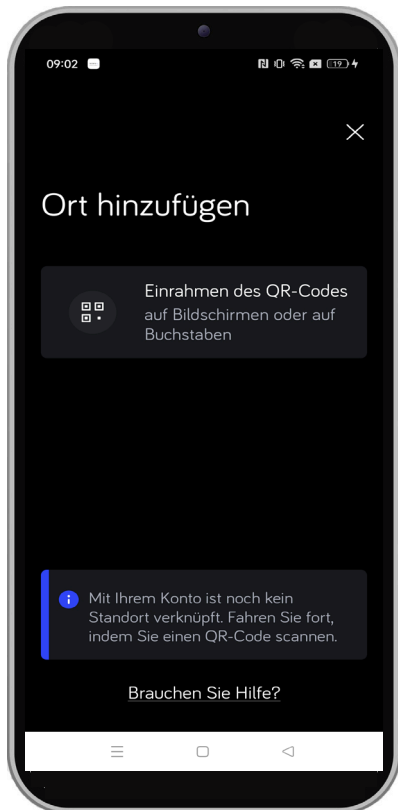 09:02
19
Ort hinzufügen
Einrahmen des QR-Codes
auf Bildschirmen oder auf
Buchstaben
Mit Ihrem Konto ist noch kein
Standort verknüpft. Fahren Sie fort,
indem Sie einen QR-Code scannen.
Brauchen Sie Hilfe?